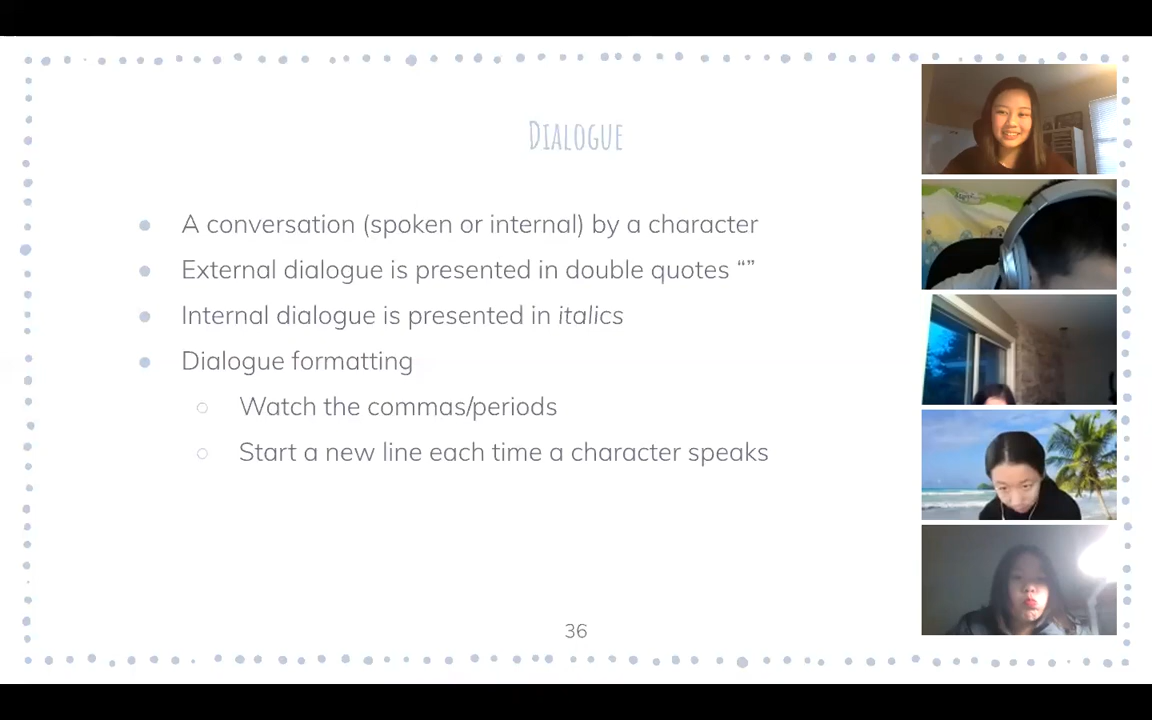 DIALOGUE
A conversation (spoken or internal) by a character
External dialogue is presented in double quotes “”
Internal dialogue is presented in italics
Dialogue formatting
Watch the commas/periods
Start a new line each time a character speaks
36